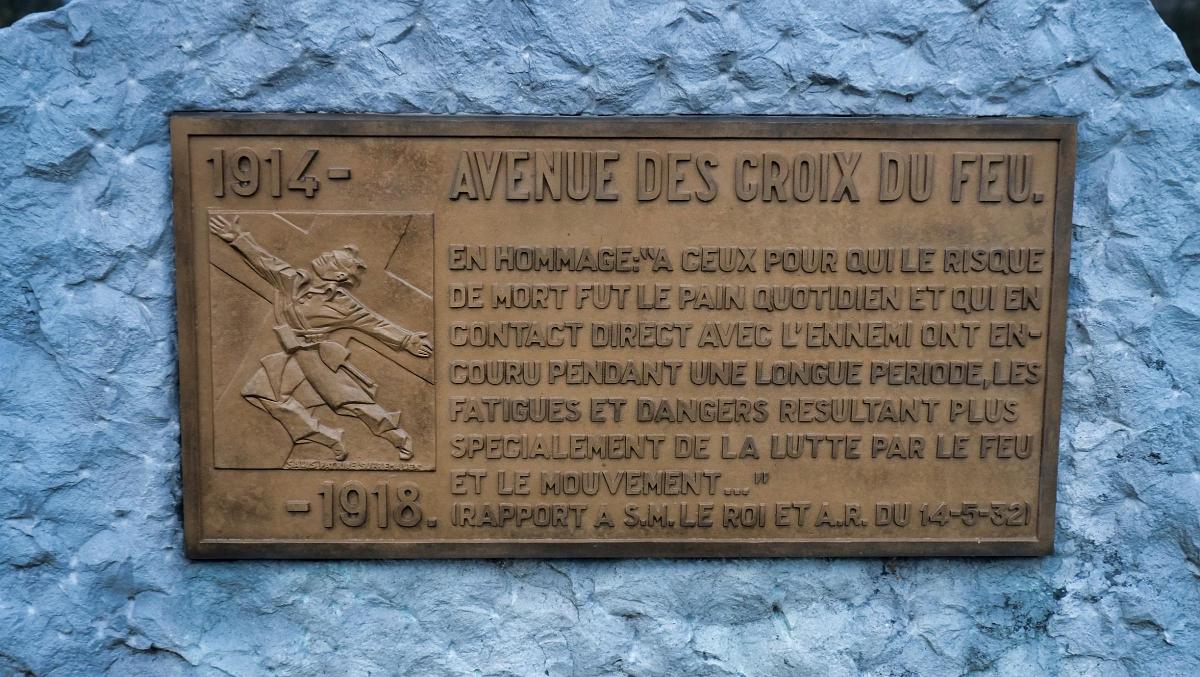 1914-
AVENUE DES CROIX DU FEU.
EN HOMMAGE:"A CEUX POUR QUI LE RISQUE
DE MORT FUT LE PAIN QUOTIDIEN ET QUI EN
CONTACT DIRECT AVEC L'ENNEMI ONT EN-
COURU PENDANT UNE LONGUE PERIODE, LES
FATIGUES ET DANGERS RESULTANT PLUS
SPECIALEMENT DE LA LUTTE PAR LE FEU
ET LE MOUVEMENT..."
-1918.
(RAPPORT A S.M. LE ROI ET A.R. DU 14-5-32)